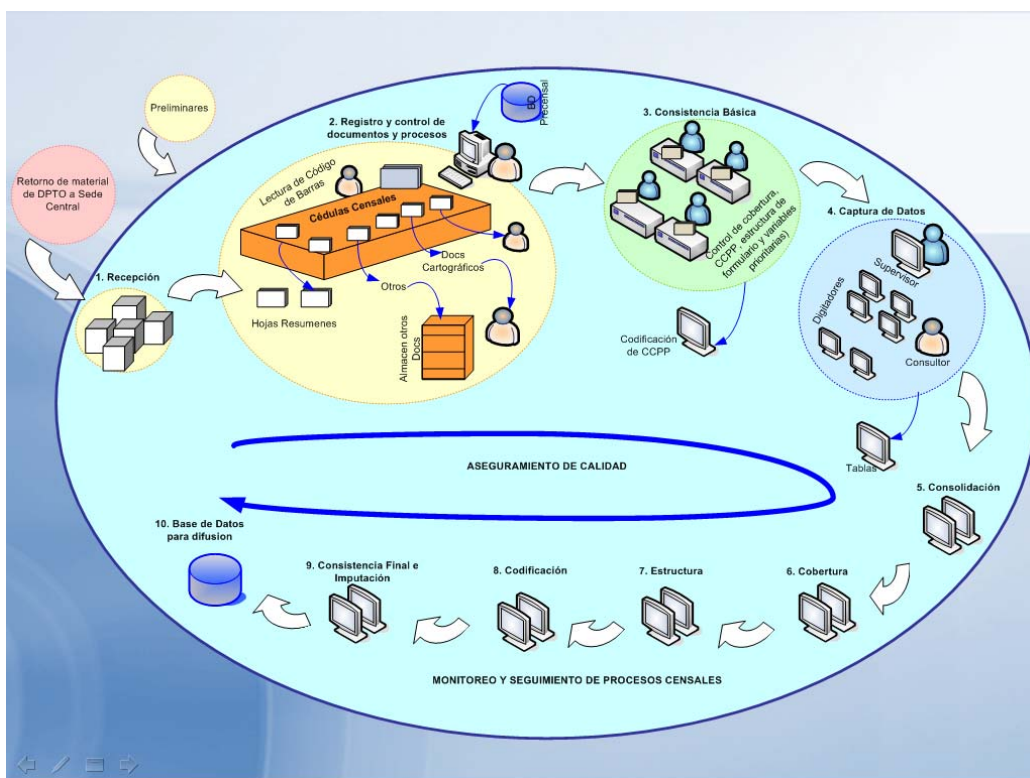 Preliminares
Retorno de material
de DPTO a Sede
Central
1. Recepción
2. Registro y control de
documentos y procesos
BD
Precensal
Lectura de Código
de Barras
Cédulas Censales
Docs
Cartográficos
Otros
Hojas Resumenes
Almacen otros
Docs
3. Consistencia Básica
Control de cobertura,
CCPP, estructura de
formulario y variables
prioritarias)
Codificación
de CCPP
4. Captura de Datos
Supervisor
Digitadores
Consultor
Tablas
ASEGURAMIENTO DE CALIDAD
5. Consolidación
6. Cobertura
7. Estructura
8. Codificación
9. Consistencia Final e
Imputación
10. Base de Datos
para difusion
MONITOREO Y SEGUIMIENTO DE PROCESOS CENSALES